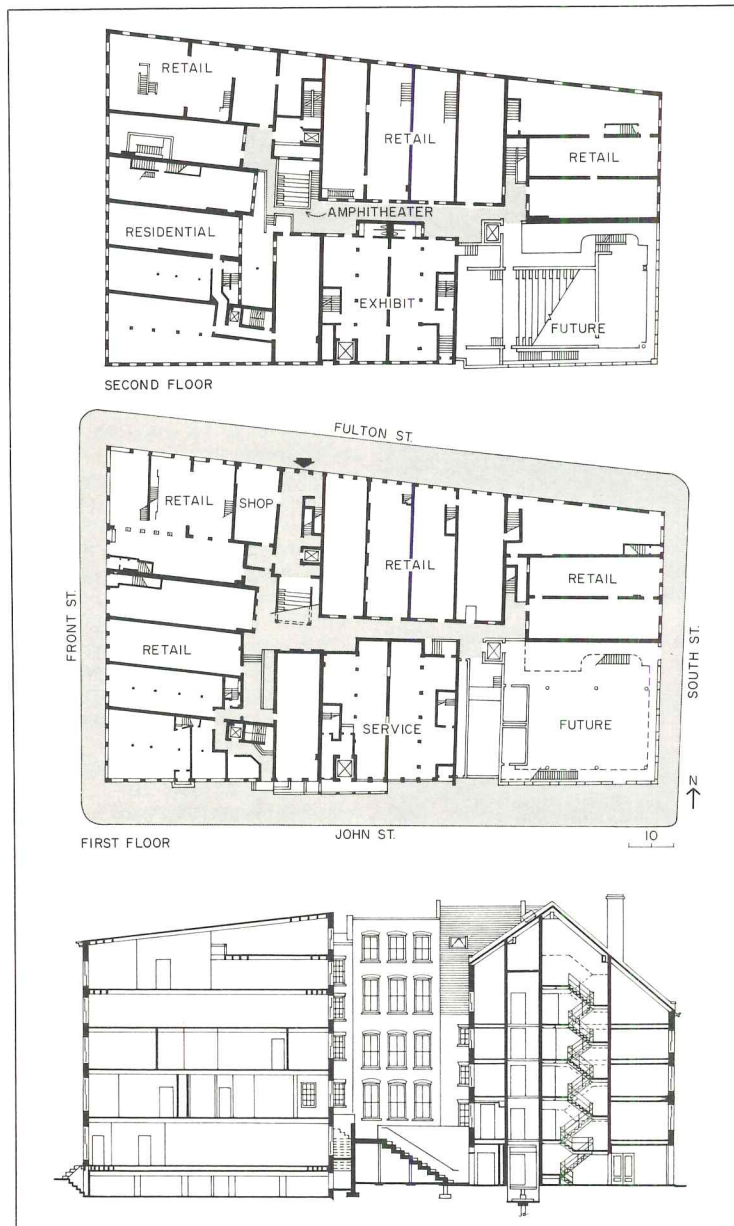 RETAIL
RETAIL
RETAIL
AMPHITHEATER
RESIDENTIAL
EXHIBIT
FUTURE
SECOND FLOOR
FULTON ST.
RETAIL
SHOP
RETAIL
RETAIL
FRONT ST.
RETAIL
SOUTH ST.
SERVICE
FUTURE
N
JOHN ST.
FIRST FLOOR
10